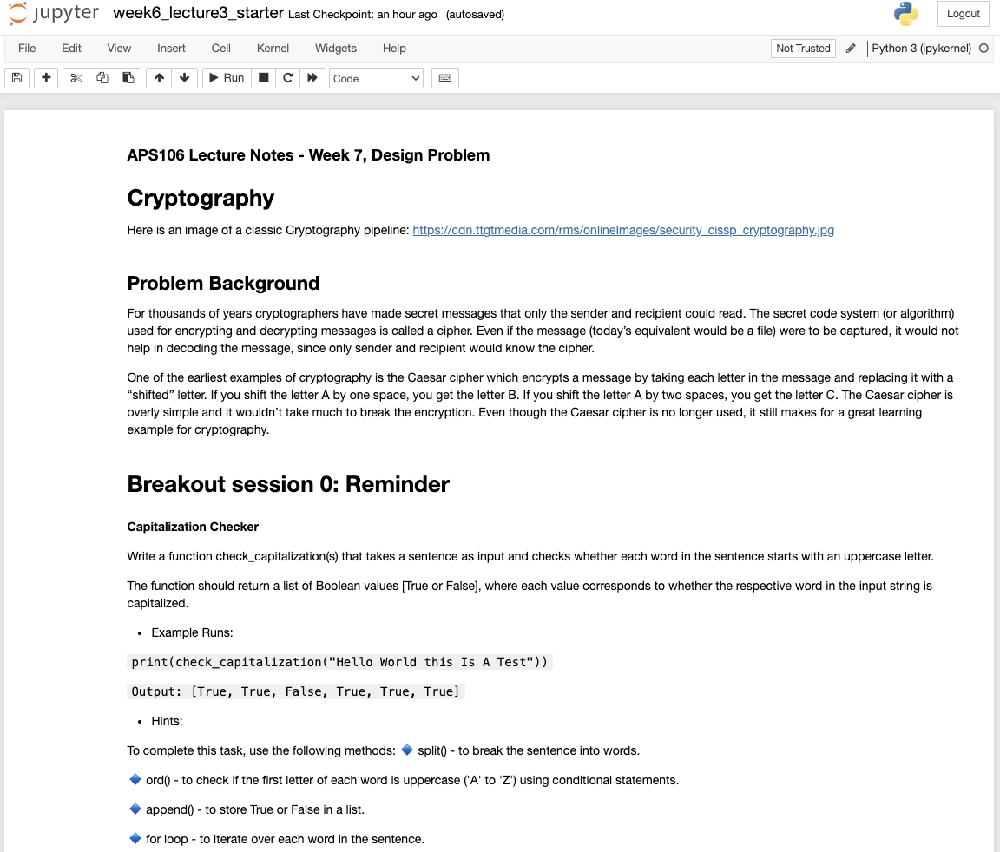 jupyter week6_lecture3_starter Last Checkpoint: an hour ago (autosaved)
Logout
File Edit View Insert Cell Kernel Widgets Help
Not Trusted
Python 3 (ipykernel)
Run
Code
APS106 Lecture Notes - Week 7, Design Problem
Cryptography
Here is an image of a classic Cryptography pipeline: https://cdn.ttgtmedia.com/rms/onlineImages/security_cissp_cryptography.jpg
Problem Background
For thousands of years cryptographers have made secret messages that only the sender and recipient could read. The secret code system (or algorithm)
used for encrypting and decrypting messages is called a cipher. Even if the message (today’s equivalent would be a file) were to be captured, it would not
help in decoding the message, since only sender and recipient would know the cipher.
One of the earliest examples of cryptography is the Caesar cipher which encrypts a message by taking each letter in the message and replacing it with a
“shifted” letter. If you shift the letter A by one space, you get the letter B. If you shift the letter A by two spaces, you get the letter C. The Caesar cipher is
overly simple and it wouldn’t take much to break the encryption. Even though the Caesar cipher is no longer used, it still makes for a great learning
example for cryptography.
Breakout session 0: Reminder
Capitalization Checker
Write a function check_capitalization(s) that takes a sentence as input and checks whether each word in the sentence starts with an uppercase letter.
The function should return a list of Boolean values [True or False], where each value corresponds to whether the respective word in the input string is
capitalized.
• Example Runs:
print(check_capitalization("Hello World this Is A Test"))
Output: [True, True, False, True, True, True]
• Hints:
To complete this task, use the following methods: 🔷 split() - to break the sentence into words.
🔷 ord() - to check if the first letter of each word is uppercase ('A' to 'Z') using conditional statements.
🔷 append() - to store True or False in a list.
🔷 for loop - to iterate over each word in the sentence.